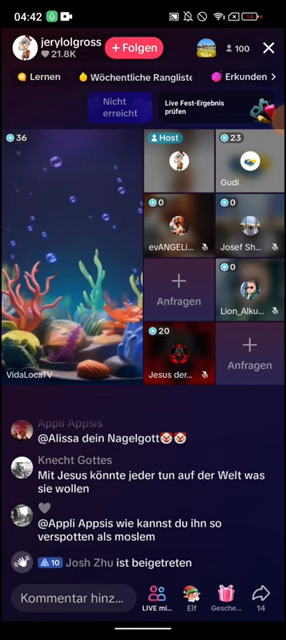 04:42
jerylolgross
21.8K
+ Folgen
100
Lernen
Wöchentliche Rangliste
Erkunden
Nicht
erreicht
Live Fest-Ergebnis
prüfen
36
Host
23
Gudi
0
0
evANGELi...
Josef Sh...
Anfragen
0
Lion_Alku...
20
Anfragen
VidaLocaTV
Jesus der...
Appli Appsis
@Alissa dein Nagelgott🤡🤡
Knecht Gottes
Mit Jesus könnte jeder tun auf der Welt was
sie wollen
@Appli Appsis wie kannst du ihn so
verspotten als moslem
10 Josh Zhu ist beigetreten
Kommentar hinz...
LIVE mi...
Elf
Gesche...
14